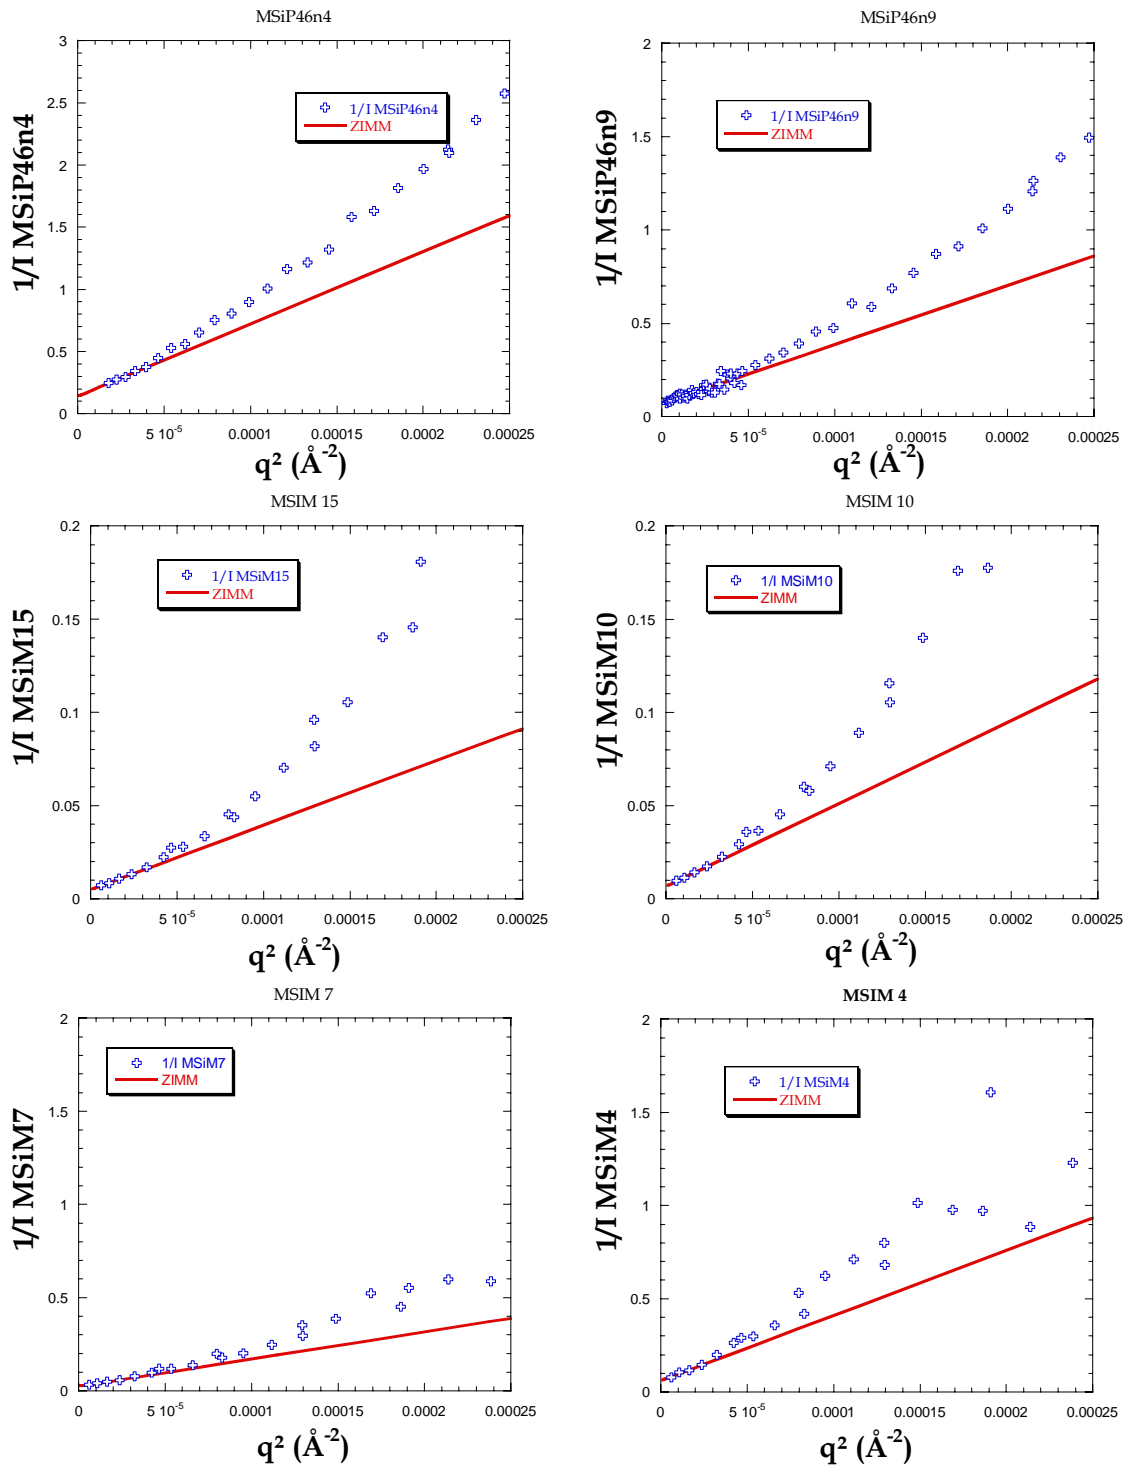 MSiP46n4
3
2.5
2
1.5
1
0.5
0
1/I MSiP46n4
1/I MSiP46n4
ZIMM
0 5 10⁻⁵ 0.0001 0.00015 0.0002 0.00025
q² (Å⁻²)
MSiP46n9
2
1.5
1
0.5
0
1/I MSiP46n9
1/I MSiP46n9
ZIMM
0 5 10⁻⁵ 0.0001 0.00015 0.0002 0.00025
q² (Å⁻²)
MSIM 15
0.2
0.15
0.1
0.05
0
1/I MSiM15
1/I MSiM15
ZIMM
0 5 10⁻⁵ 0.0001 0.00015 0.0002 0.00025
q² (Å⁻²)
MSIM 10
0.2
0.15
0.1
0.05
0
1/I MSiM10
1/I MSiM10
ZIMM
0 5 10⁻⁵ 0.0001 0.00015 0.0002 0.00025
q² (Å⁻²)
MSIM 7
2
1.5
1
0.5
0
1/I MSiM7
1/I MSiM7
ZIMM
0 5 10⁻⁵ 0.0001 0.00015 0.0002 0.00025
q² (Å⁻²)
MSIM 4
2
1.5
1
0.5
0
1/I MSiM4
1/I MSiM4
ZIMM
0 5 10⁻⁵ 0.0001 0.00015 0.0002 0.00025
q² (Å⁻²)